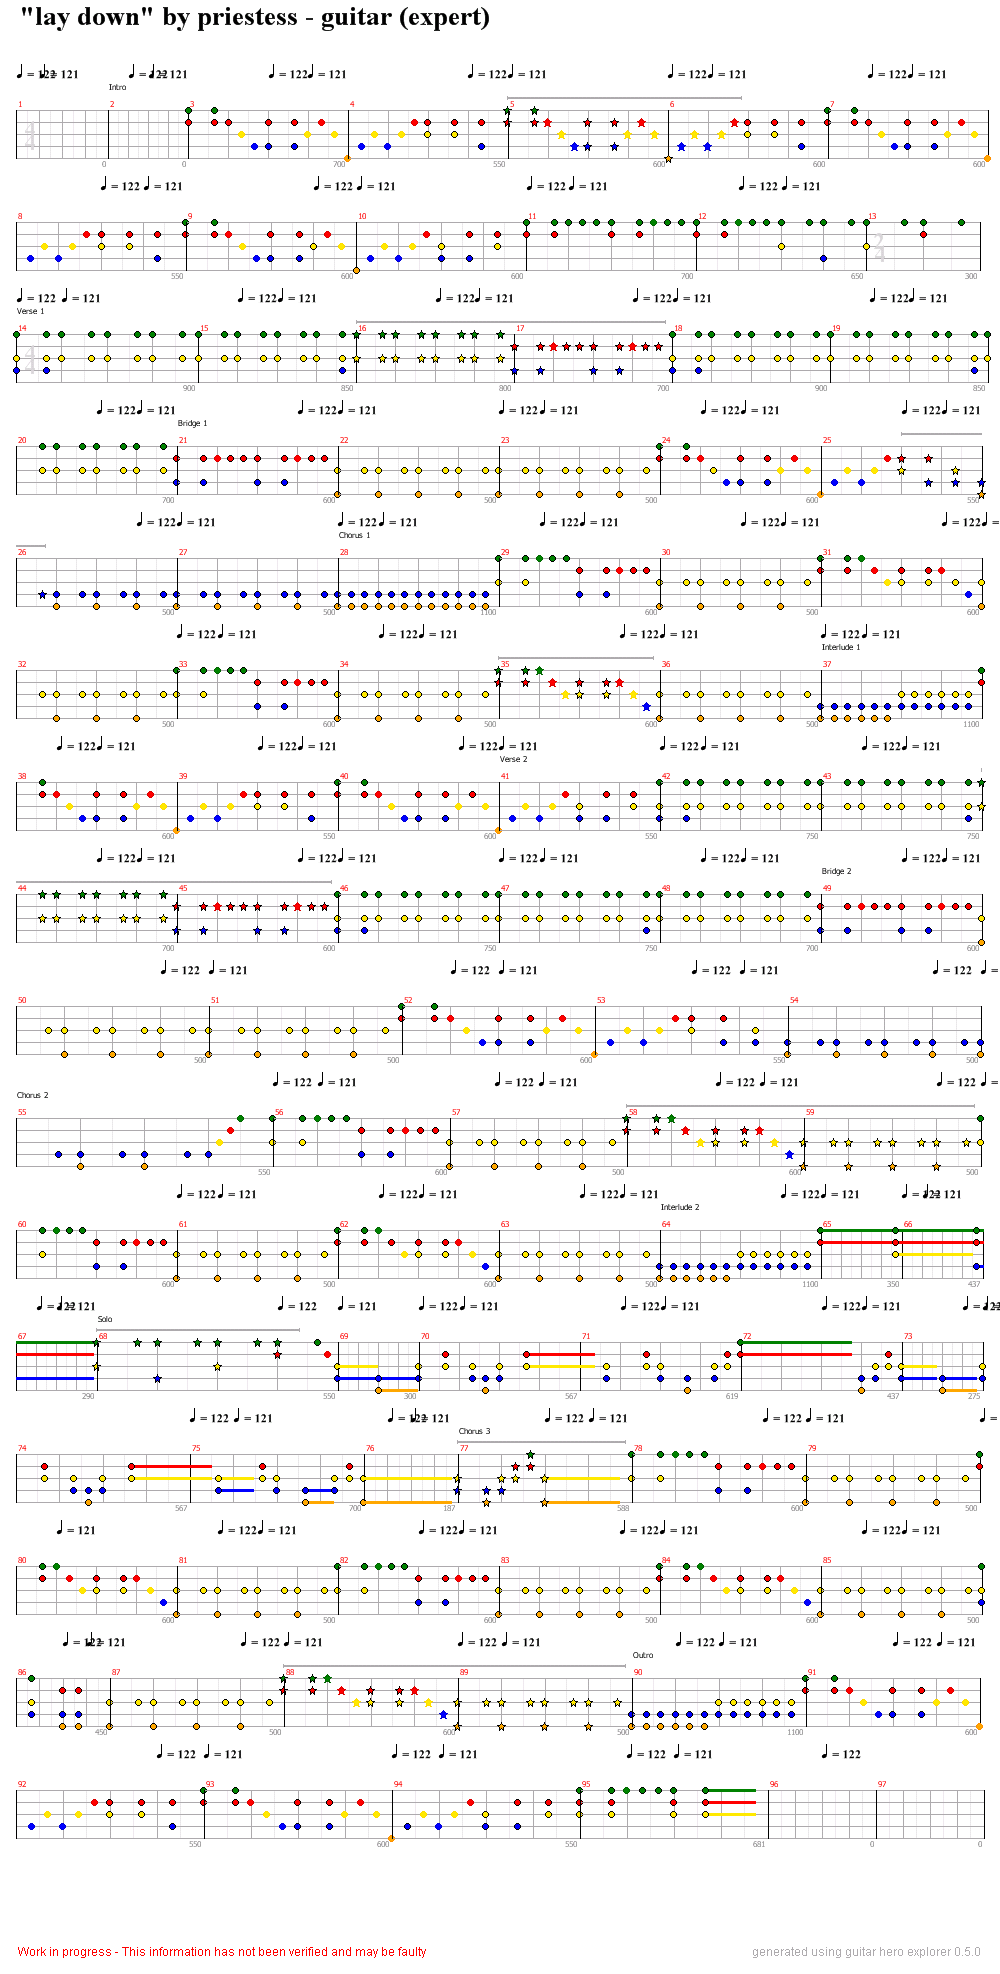 "lay down" by priestess - guitar (expert)
♩ = 122 ♩ = 121 ♩ = 122 ♩ = 121 ♩ = 122 ♩ = 121 ♩ = 122 ♩ = 121 ♩ = 122 ♩ = 121 ♩ = 122 ♩ = 121
Intro
1 2 3 4 5 6 7
4
4
0 0 700 550 600 600 600
♩ = 122 ♩ = 121 ♩ = 122 ♩ = 121 ♩ = 122 ♩ = 121 ♩ = 122 ♩ = 121
8 9 10 11 12 13
2
4
550 600 600 700 650 300
♩ = 122 ♩ = 121 ♩ = 122 ♩ = 121 ♩ = 122 ♩ = 121 ♩ = 122 ♩ = 121 ♩ = 122 ♩ = 121
Verse 1
14 15 16 17 18 19
4
4
900 850 800 700 900 850
♩ = 122 ♩ = 121 ♩ = 122 ♩ = 121 ♩ = 122 ♩ = 121 ♩ = 122 ♩ = 121 ♩ = 122 ♩ = 121
Bridge 1
20 21 22 23 24 25
700 600 500 500 600 550
♩ = 122 ♩ = 121 ♩ = 122 ♩ = 121 ♩ = 122 ♩ = 121 ♩ = 122 ♩ = 121 ♩ = 122 ♩ =
Chorus 1
26 27 28 29 30 31
500 500 1100 600 500 600
♩ = 122 ♩ = 121 ♩ = 122 ♩ = 121 ♩ = 122 ♩ = 121 ♩ = 122 ♩ = 121
Interlude 1
32 33 34 35 36 37
500 600 500 600 500 1100
♩ = 122 ♩ = 121 ♩ = 122 ♩ = 121 ♩ = 122 ♩ = 121 ♩ = 122 ♩ = 121 ♩ = 122 ♩ = 121
Verse 2
38 39 40 41 42 43
600 550 600 550 750 750
♩ = 122 ♩ = 121 ♩ = 122 ♩ = 121 ♩ = 122 ♩ = 121 ♩ = 122 ♩ = 121 ♩ = 122 ♩ = 121
Bridge 2
44 45 46 47 48 49
700 600 750 750 700 600
♩ = 122 ♩ = 121 ♩ = 122 ♩ = 121 ♩ = 122 ♩ = 121 ♩ = 122 ♩ =
50 51 52 53 54
500 500 600 550 500
♩ = 122 ♩ = 121 ♩ = 122 ♩ = 121 ♩ = 122 ♩ = 121 ♩ = 122 ♩ =
Chorus 2
55 56 57 58 59
550 600 500 600 500
♩ = 122 ♩ = 121 ♩ = 122 ♩ = 121 ♩ = 122 ♩ = 121 ♩ = 122 ♩ = 121 ♩ = 122 ♩ = 121
Interlude 2
60 61 62 63 64 65 66
600 500 600 500 1100 350 437
♩ = 122 ♩ = 121 ♩ = 122 ♩ = 121 ♩ = 122 ♩ = 121 ♩ = 122 ♩ = 121 ♩ = 122 ♩ = 121 ♩ = 122 ♩ =
Solo
67 68 69 70 71 72 73
290 550 300 567 619 437 275
♩ = 122 ♩ = 121 ♩ = 122 ♩ = 121 ♩ = 122 ♩ = 121 ♩ = 122 ♩ = 121 ♩ =
Chorus 3
74 75 76 77 78 79
567 700 187 588 600 500
♩ = 121 ♩ = 122 ♩ = 121 ♩ = 122 ♩ = 121 ♩ = 122 ♩ = 121 ♩ = 122 ♩ = 121
80 81 82 83 84 85
600 500 600 500 600 500
♩ = 122 ♩ = 121 ♩ = 122 ♩ = 121 ♩ = 122 ♩ = 121 ♩ = 122 ♩ = 121 ♩ = 122 ♩ = 121
Outro
86 87 88 89 90 91
450 500 600 500 1100 600
♩ = 122 ♩ = 121 ♩ = 122 ♩ = 121 ♩ = 122 ♩ = 121 ♩ = 122
92 93 94 95 96 97
550 600 550 681 0 0
Work in progress - This information has not been verified and may be faulty
generated using guitar hero explorer 0.5.0